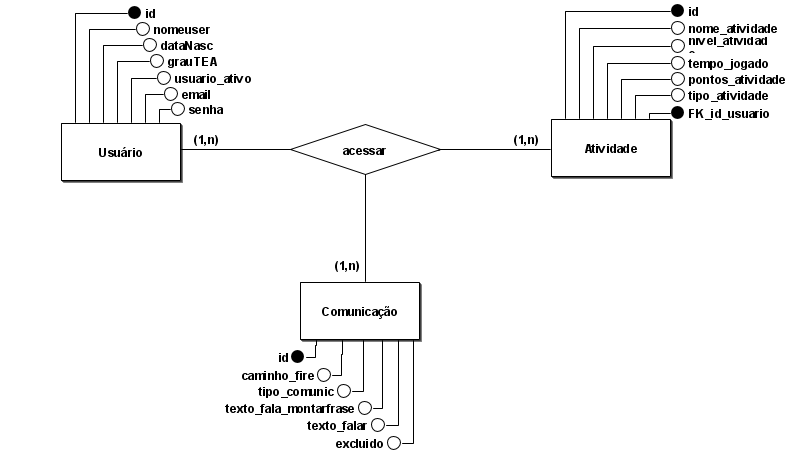 id
nomeuser
dataNasc
grauTEA
usuario_ativo
email
senha
Usuário
(1,n)
acessar
(1,n)
id
nome_atividade
nivel_atividad
tempo_jogado
pontos_atividade
tipo_atividade
FK_id_usuario
Atividade
(1,n)
Comunicação
id
caminho_fire
tipo_comunic
texto_fala_montarfrase
texto_falar
excluido